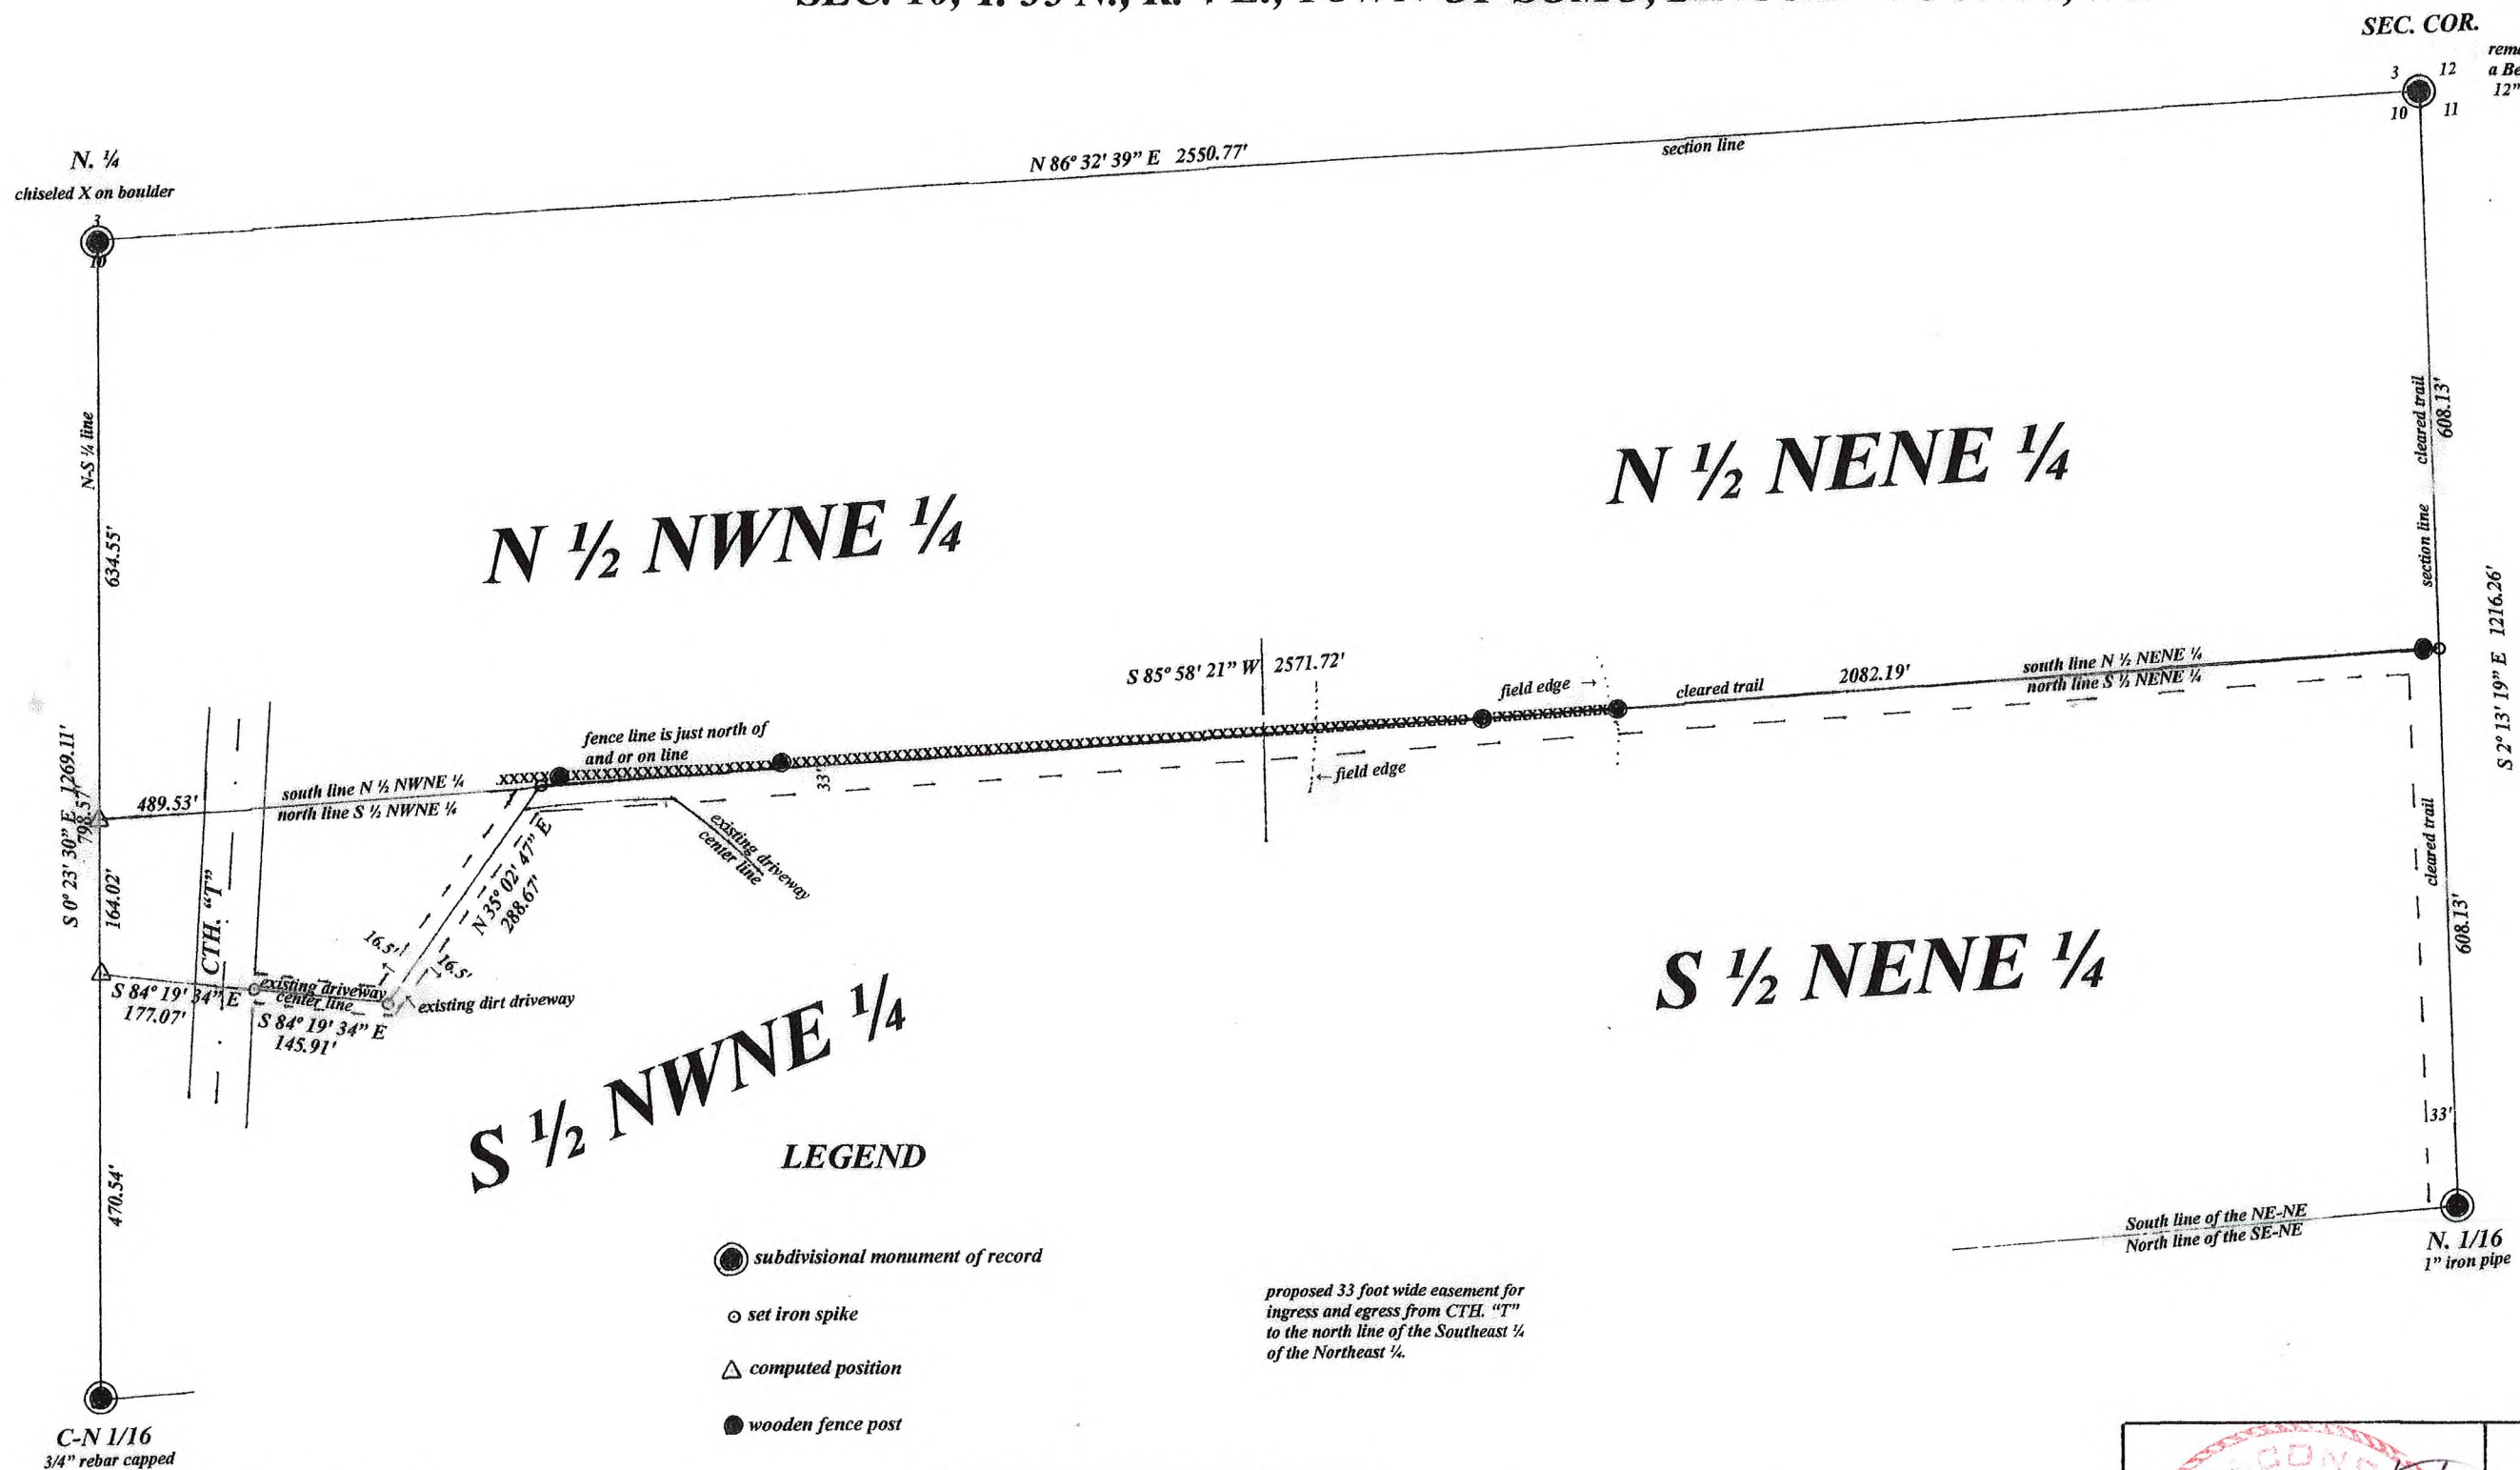 SEC. COR.
3 12
10 11
a
12”
N. ¼
chiseled X on boulder
3
10
N 86° 32' 39” E 2550.77'
section line
N-S ¼ line
634.55'
N ½ NWNE ¼
N ½ NENE ¼
cleared trail
608.13'
section line
S 2° 13' 19” E 1216.26'
S 85° 58' 21” W 2571.72'
field edge →
cleared trail
2082.19'
south line N ½ NENE ¼
north line S ½ NENE ¼
fence line is just north of
and or on line
33'
←field edge
489.53'
south line N ½ NWNE ¼
north line S ½ NWNE ¼
S 0° 23' 30” E 1269.11'
798.57'
164.02'
CTH. “T”
existing driveway
center line
N 35° 02' 47” E
288.67'
16.5'
16.5'
S 84° 19' 34” E
177.07'
existing driveway
center line
existing dirt driveway
S 84° 19' 34” E
145.91'
cleared trail
608.13'
S ½ NWNE ¼
S ½ NENE ¼
33'
470.54'
South line of the NE-NE
North line of the SE-NE
N. 1/16
1” iron pipe
LEGEND
subdivisional monument of record
set iron spike
computed position
wooden fence post
proposed 33 foot wide easement for
ingress and egress from CTH. “T”
to the north line of the Southeast ¼
of the Northeast ¼.
C-N 1/16
3/4” rebar capped